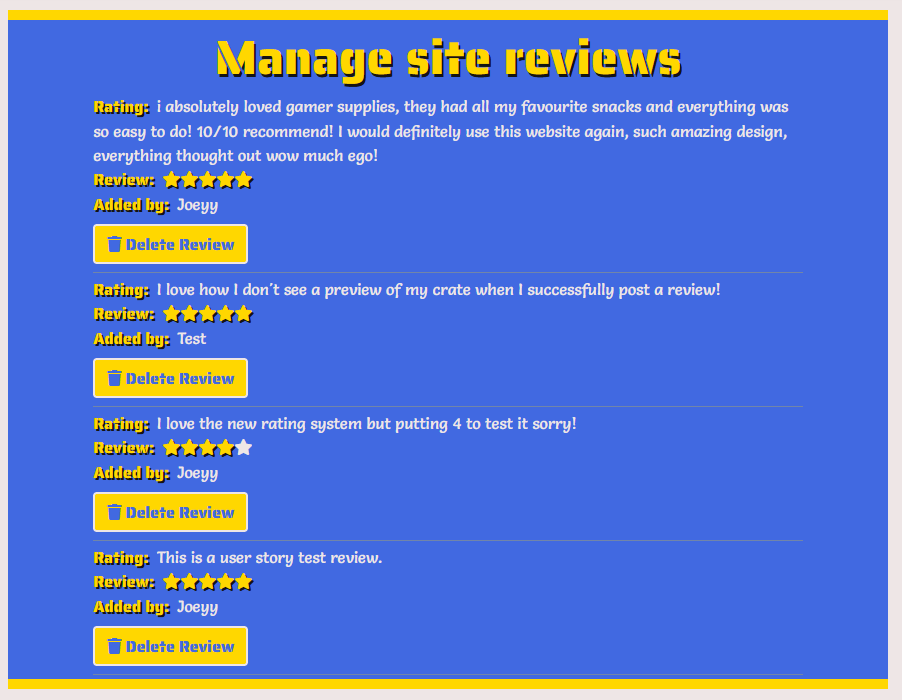 Manage site reviews
Rating: i absolutely loved gamer supplies, they had all my favourite snacks and everything was
so easy to do! 10/10 recommend! I would definitely use this website again, such amazing design,
everything thought out wow much ego!
Review:
Added by: Joeyy
Delete Review
Rating: I love how I don't see a preview of my crate when I successfully post a review!
Review:
Added by: Test
Delete Review
Rating: I love the new rating system but putting 4 to test it sorry!
Review:
Added by: Joeyy
Delete Review
Rating: This is a user story test review.
Review:
Added by: Joeyy
Delete Review